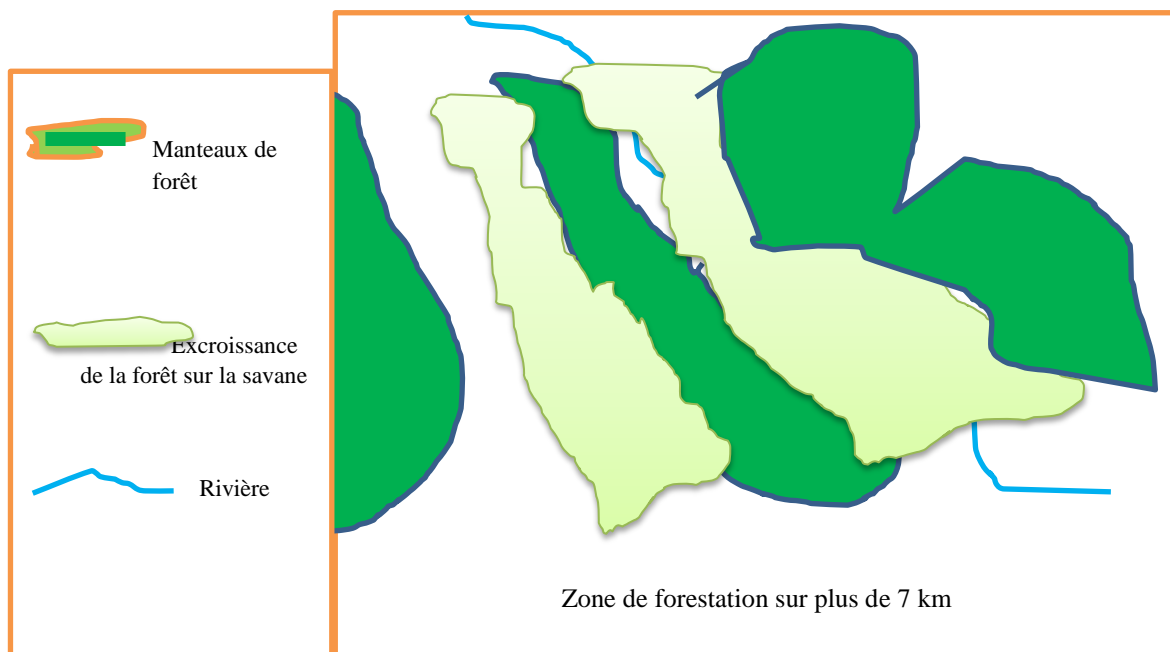 Manteaux de
forêt
Excroissance
de la forêt sur la savane
Rivière
Zone de forestation sur plus de 7 km